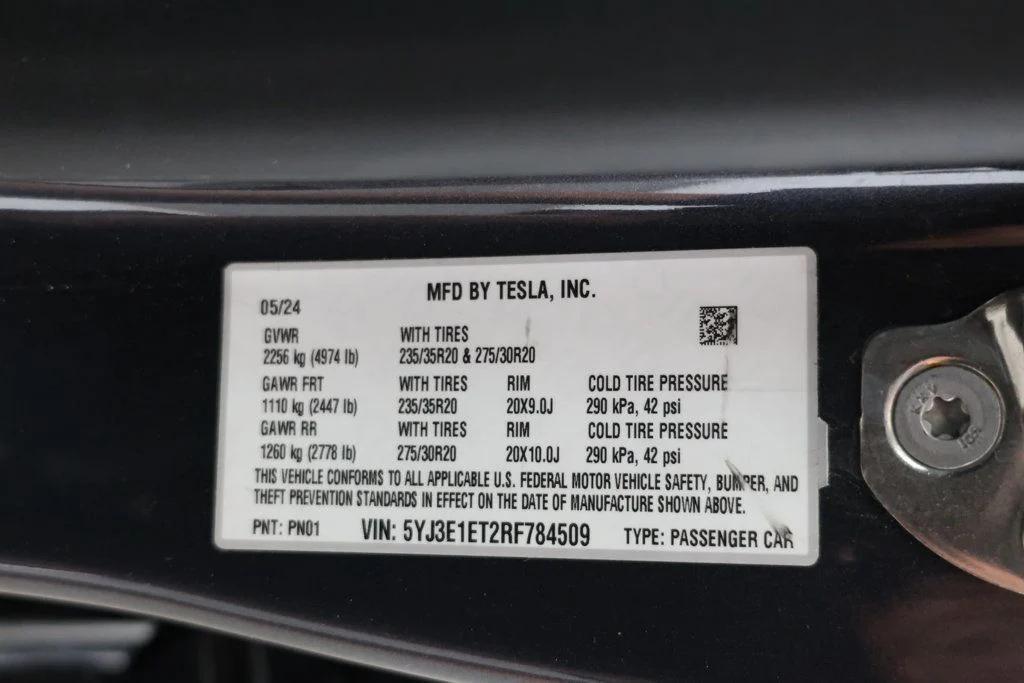 MFD BY TESLA, INC.
05/24
GVWR WITH TIRES
2256 kg (4974 lb) 235/35R20 & 275/30R20
GAWR FRT WITH TIRES RIM COLD TIRE PRESSURE
1110 kg (2447 lb) 235/35R20 20X9.0J 290 kPa, 42 psi
GAWR RR WITH TIRES RIM COLD TIRE PRESSURE
1260 kg (2778 lb) 275/30R20 20X10.0J 290 kPa, 42 psi
THIS VEHICLE CONFORMS TO ALL APPLICABLE U.S. FEDERAL MOTOR VEHICLE SAFETY, BUMPER, AND
THEFT PREVENTION STANDARDS IN EFFECT ON THE DATE OF MANUFACTURE SHOWN ABOVE.
PNT: PN01 VIN: 5YJ3E1ET2RF784509 TYPE: PASSENGER CAR